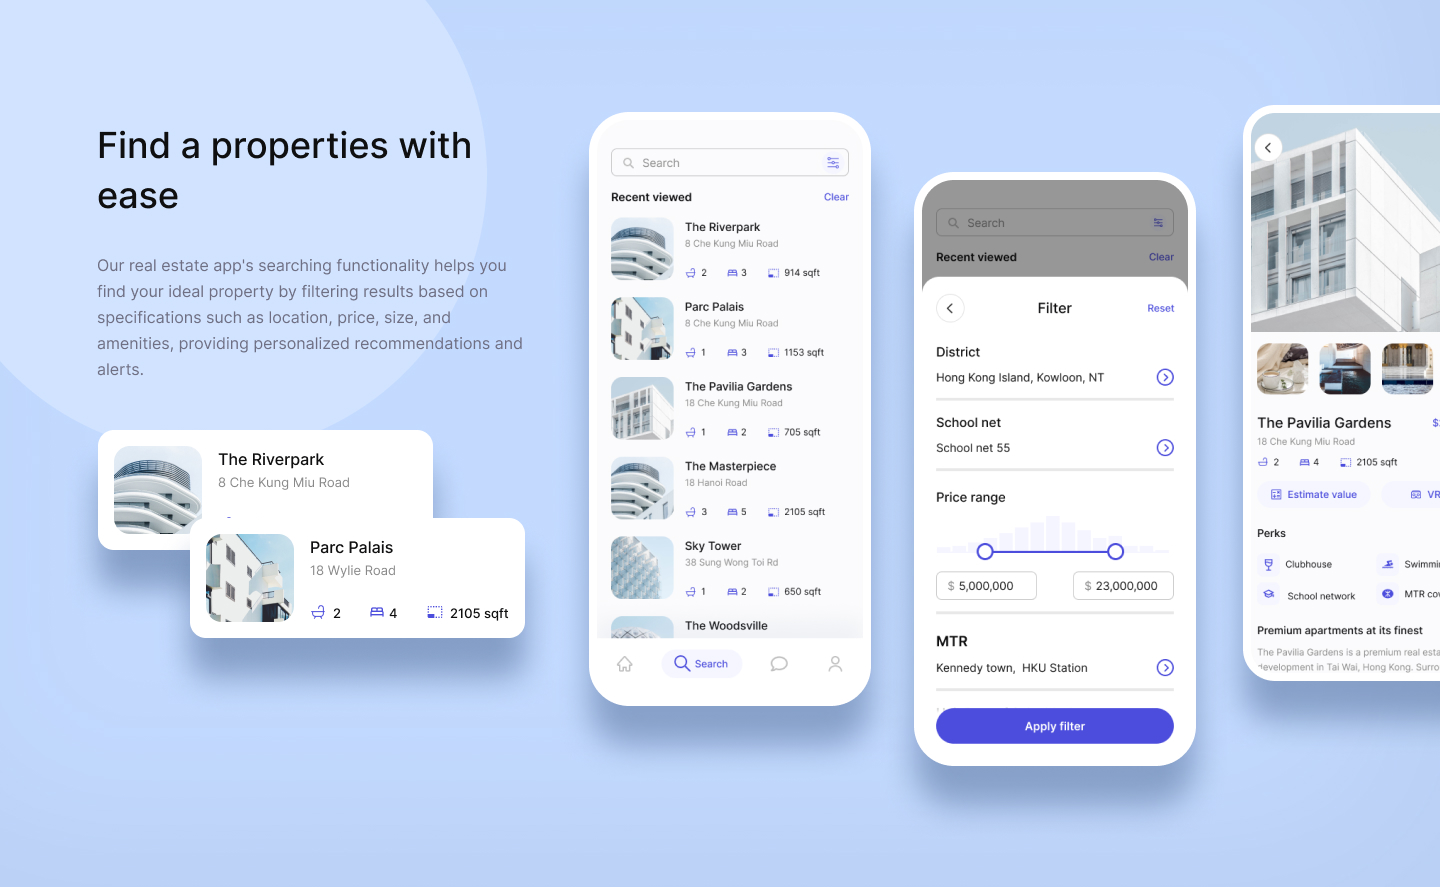 Find a properties with
ease
Our real estate app's searching functionality helps you
find your ideal property by filtering results based on
specifications such as location, price, size, and
amenities, providing personalized recommendations and
alerts.
The Riverpark
8 Che Kung Miu Road
Parc Palais
18 Wylie Road
2 4 2105 sqft
Search
Recent viewed Clear
The Riverpark
8 Che Kung Miu Road
2 3 914 sqft
Parc Palais
8 Che Kung Miu Road
1 3 1153 sqft
The Pavilia Gardens
18 Che Kung Miu Road
1 2 705 sqft
The Masterpiece
18 Hanoi Road
3 5 2105 sqft
Sky Tower
38 Sung Wong Toi Rd
1 2 650 sqft
The Woodsville
Search
Search
Recent viewed Clear
Filter Reset
District
Hong Kong Island, Kowloon, NT
School net
School net 55
Price range
$ 5,000,000 $ 23,000,000
MTR
Kennedy town, HKU Station
Apply filter
The Pavilia Gardens
18 Che Kung Miu Road
2 4 2105 sqft
Estimate value VR
Perks
Clubhouse Swimmin
School network MTR cov
Premium apartments at its finest
The Pavilia Gardens is a premium real esta
development in Tai Wai, Hong Kong. Surro